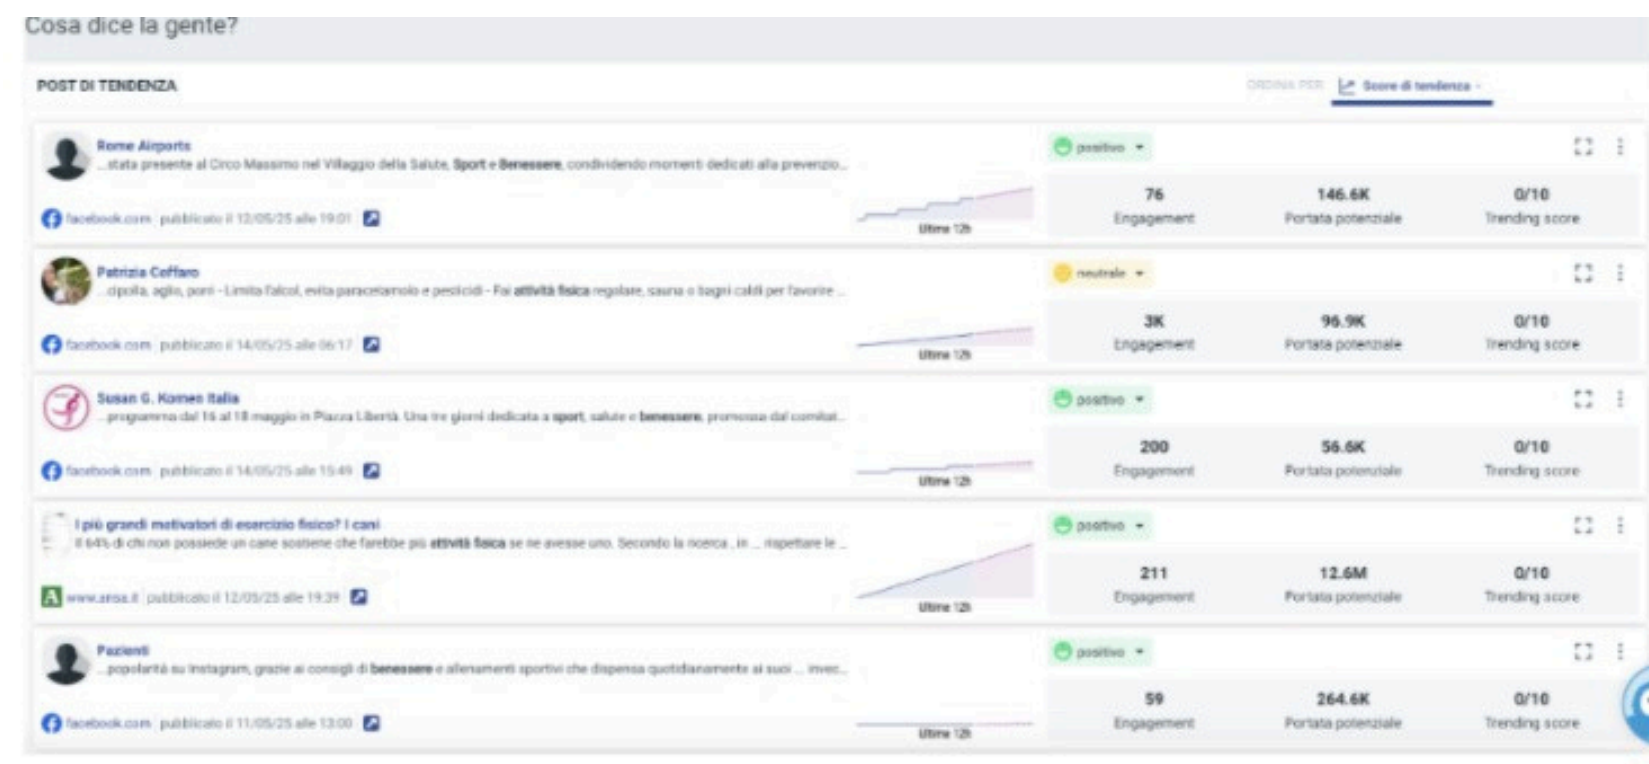 Cosa dice la gente?
POST DI TENDENZA
ORDINA PER: Score di tendenza
Rome Airports
...stata presente al Circo Massimo nel Villaggio della Salute, Sport e Benessere, condividendo momenti dedicati alla prevenzio...
facebook.com pubblicato il 12/05/25 alle 19:01
Ultime 12h
positivo
76
146.6K
0/10
Engagement
Portata potenziale
Trending score
Patrizia Coffaro
...cipolla, aglio, porri - Limita l'alcol, evita paracetamolo e pesticidi - Fai attività fisica regolare, sauna o bagni caldi per favorire ...
facebook.com pubblicato il 14/05/25 alle 06:17
Ultime 12h
neutrale
3K
96.9K
0/10
Engagement
Portata potenziale
Trending score
Susan G. Komen Italia
...programma dal 16 al 18 maggio in Piazza Libertà. Una tre giorni dedicata a sport, salute e benessere, promossa dal comitat...
facebook.com pubblicato il 14/05/25 alle 15:49
Ultime 12h
positivo
200
56.6K
0/10
Engagement
Portata potenziale
Trending score
I più grandi motivatori di esercizio fisico? I cani
Il 64% di chi non possiede un cane sostiene che farebbe più attività fisica se ne avesse uno. Secondo la ricerca , in ... rispettare le ...
www.ansa.it pubblicato il 12/05/25 alle 19:39
Ultime 12h
positivo
211
12.6M
0/10
Engagement
Portata potenziale
Trending score
Pazienti
...popolarità su Instagram, grazie ai consigli di benessere e allenamenti sportivi che dispensa quotidianamente ai suoi ... invec...
facebook.com pubblicato il 11/05/25 alle 13:00
Ultime 12h
positivo
59
264.6K
0/10
Engagement
Portata potenziale
Trending score